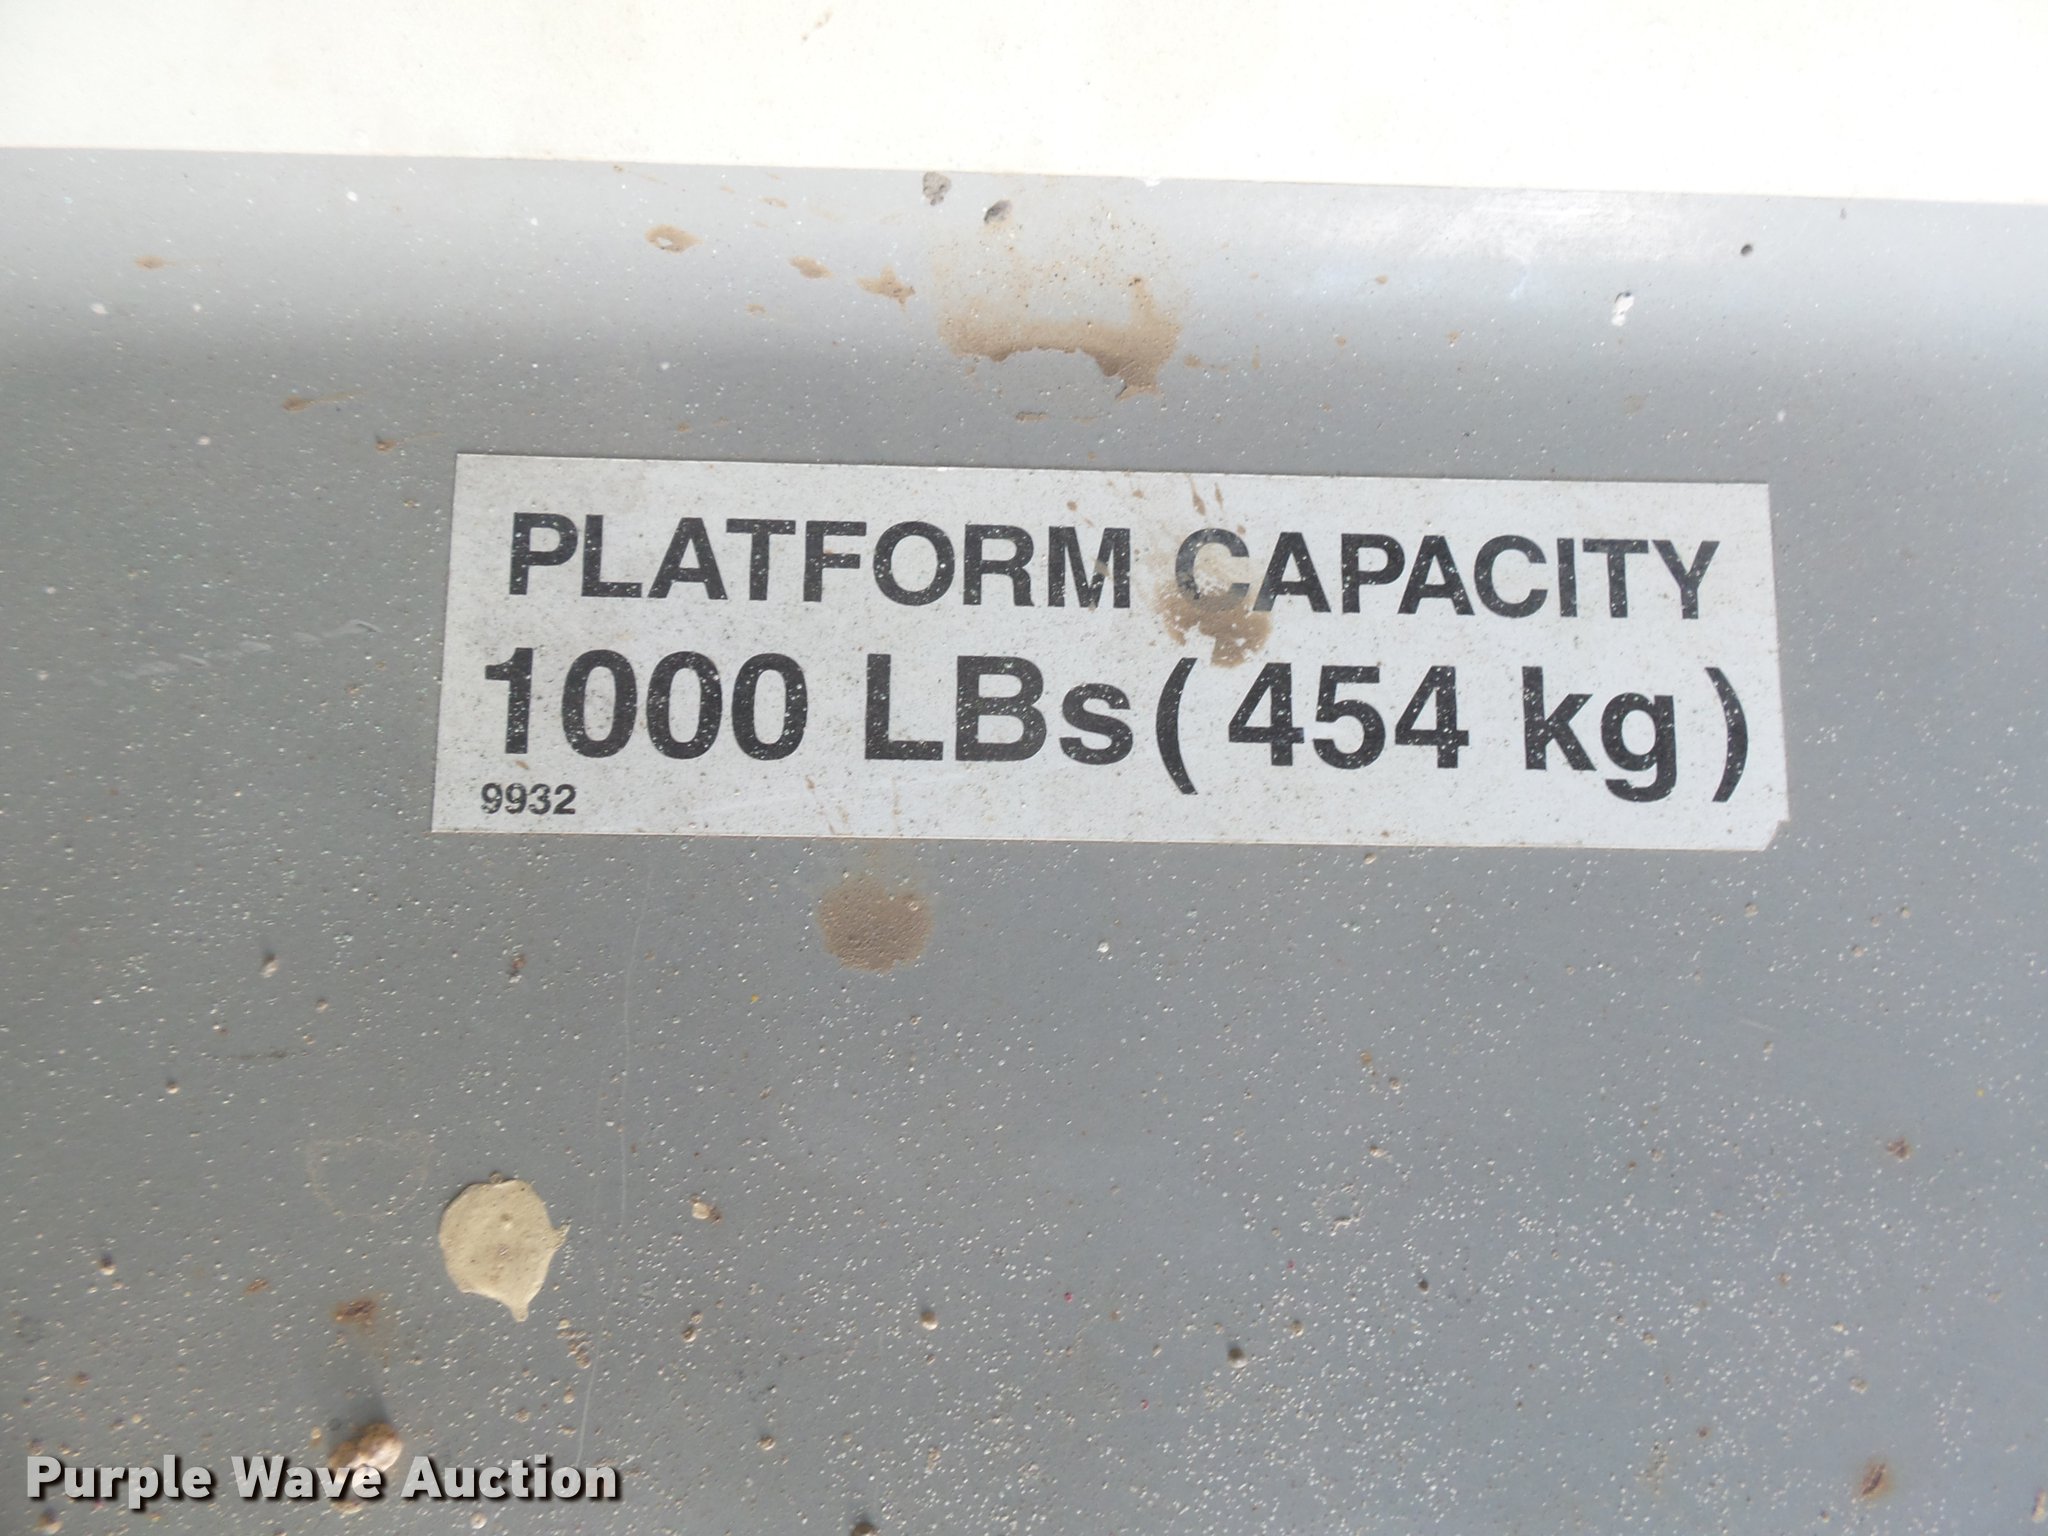 PLATFORM CAPACITY
1000 LBs (454 kg)
9932
Purple Wave Auction